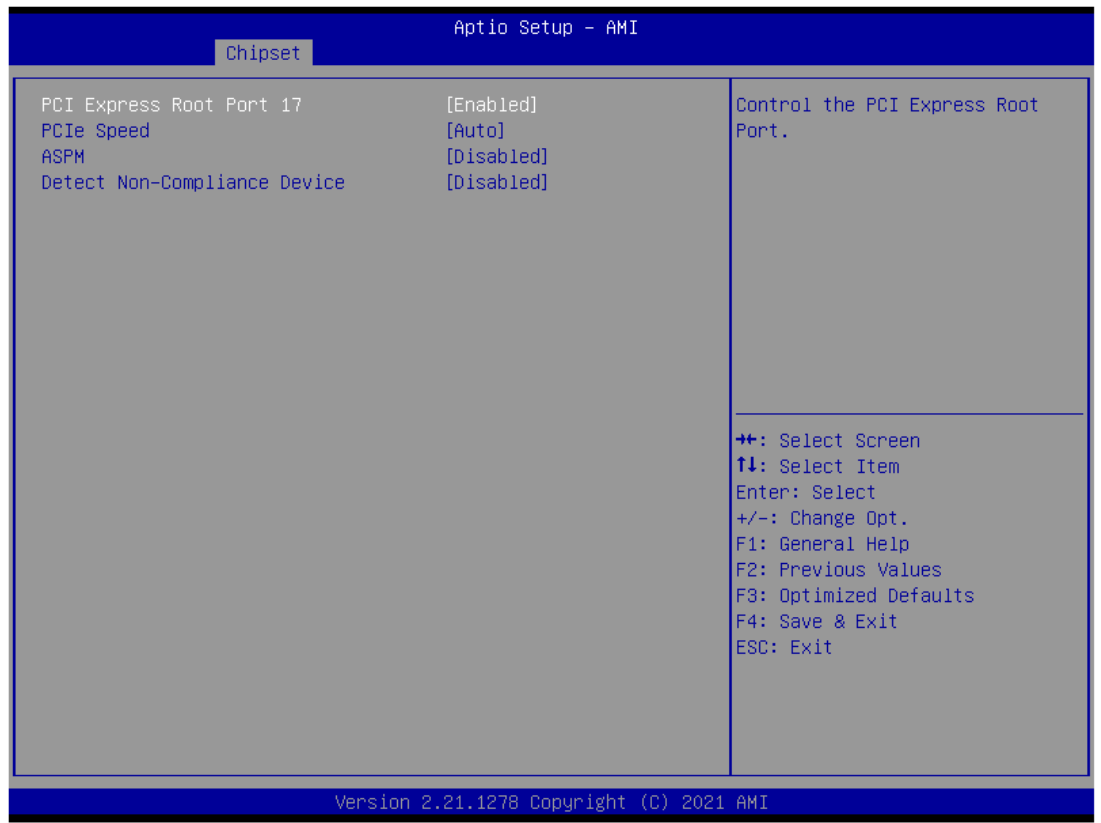 Aptio Setup – AMI
Chipset
PCI Express Root Port 17 [Enabled]
PCIe Speed [Auto]
ASPM [Disabled]
Detect Non-Compliance Device [Disabled]
Control the PCI Express Root
Port.
→←: Select Screen
↑↓: Select Item
Enter: Select
+/-: Change Opt.
F1: General Help
F2: Previous Values
F3: Optimized Defaults
F4: Save & Exit
ESC: Exit
Version 2.21.1278 Copyright (C) 2021 AMI